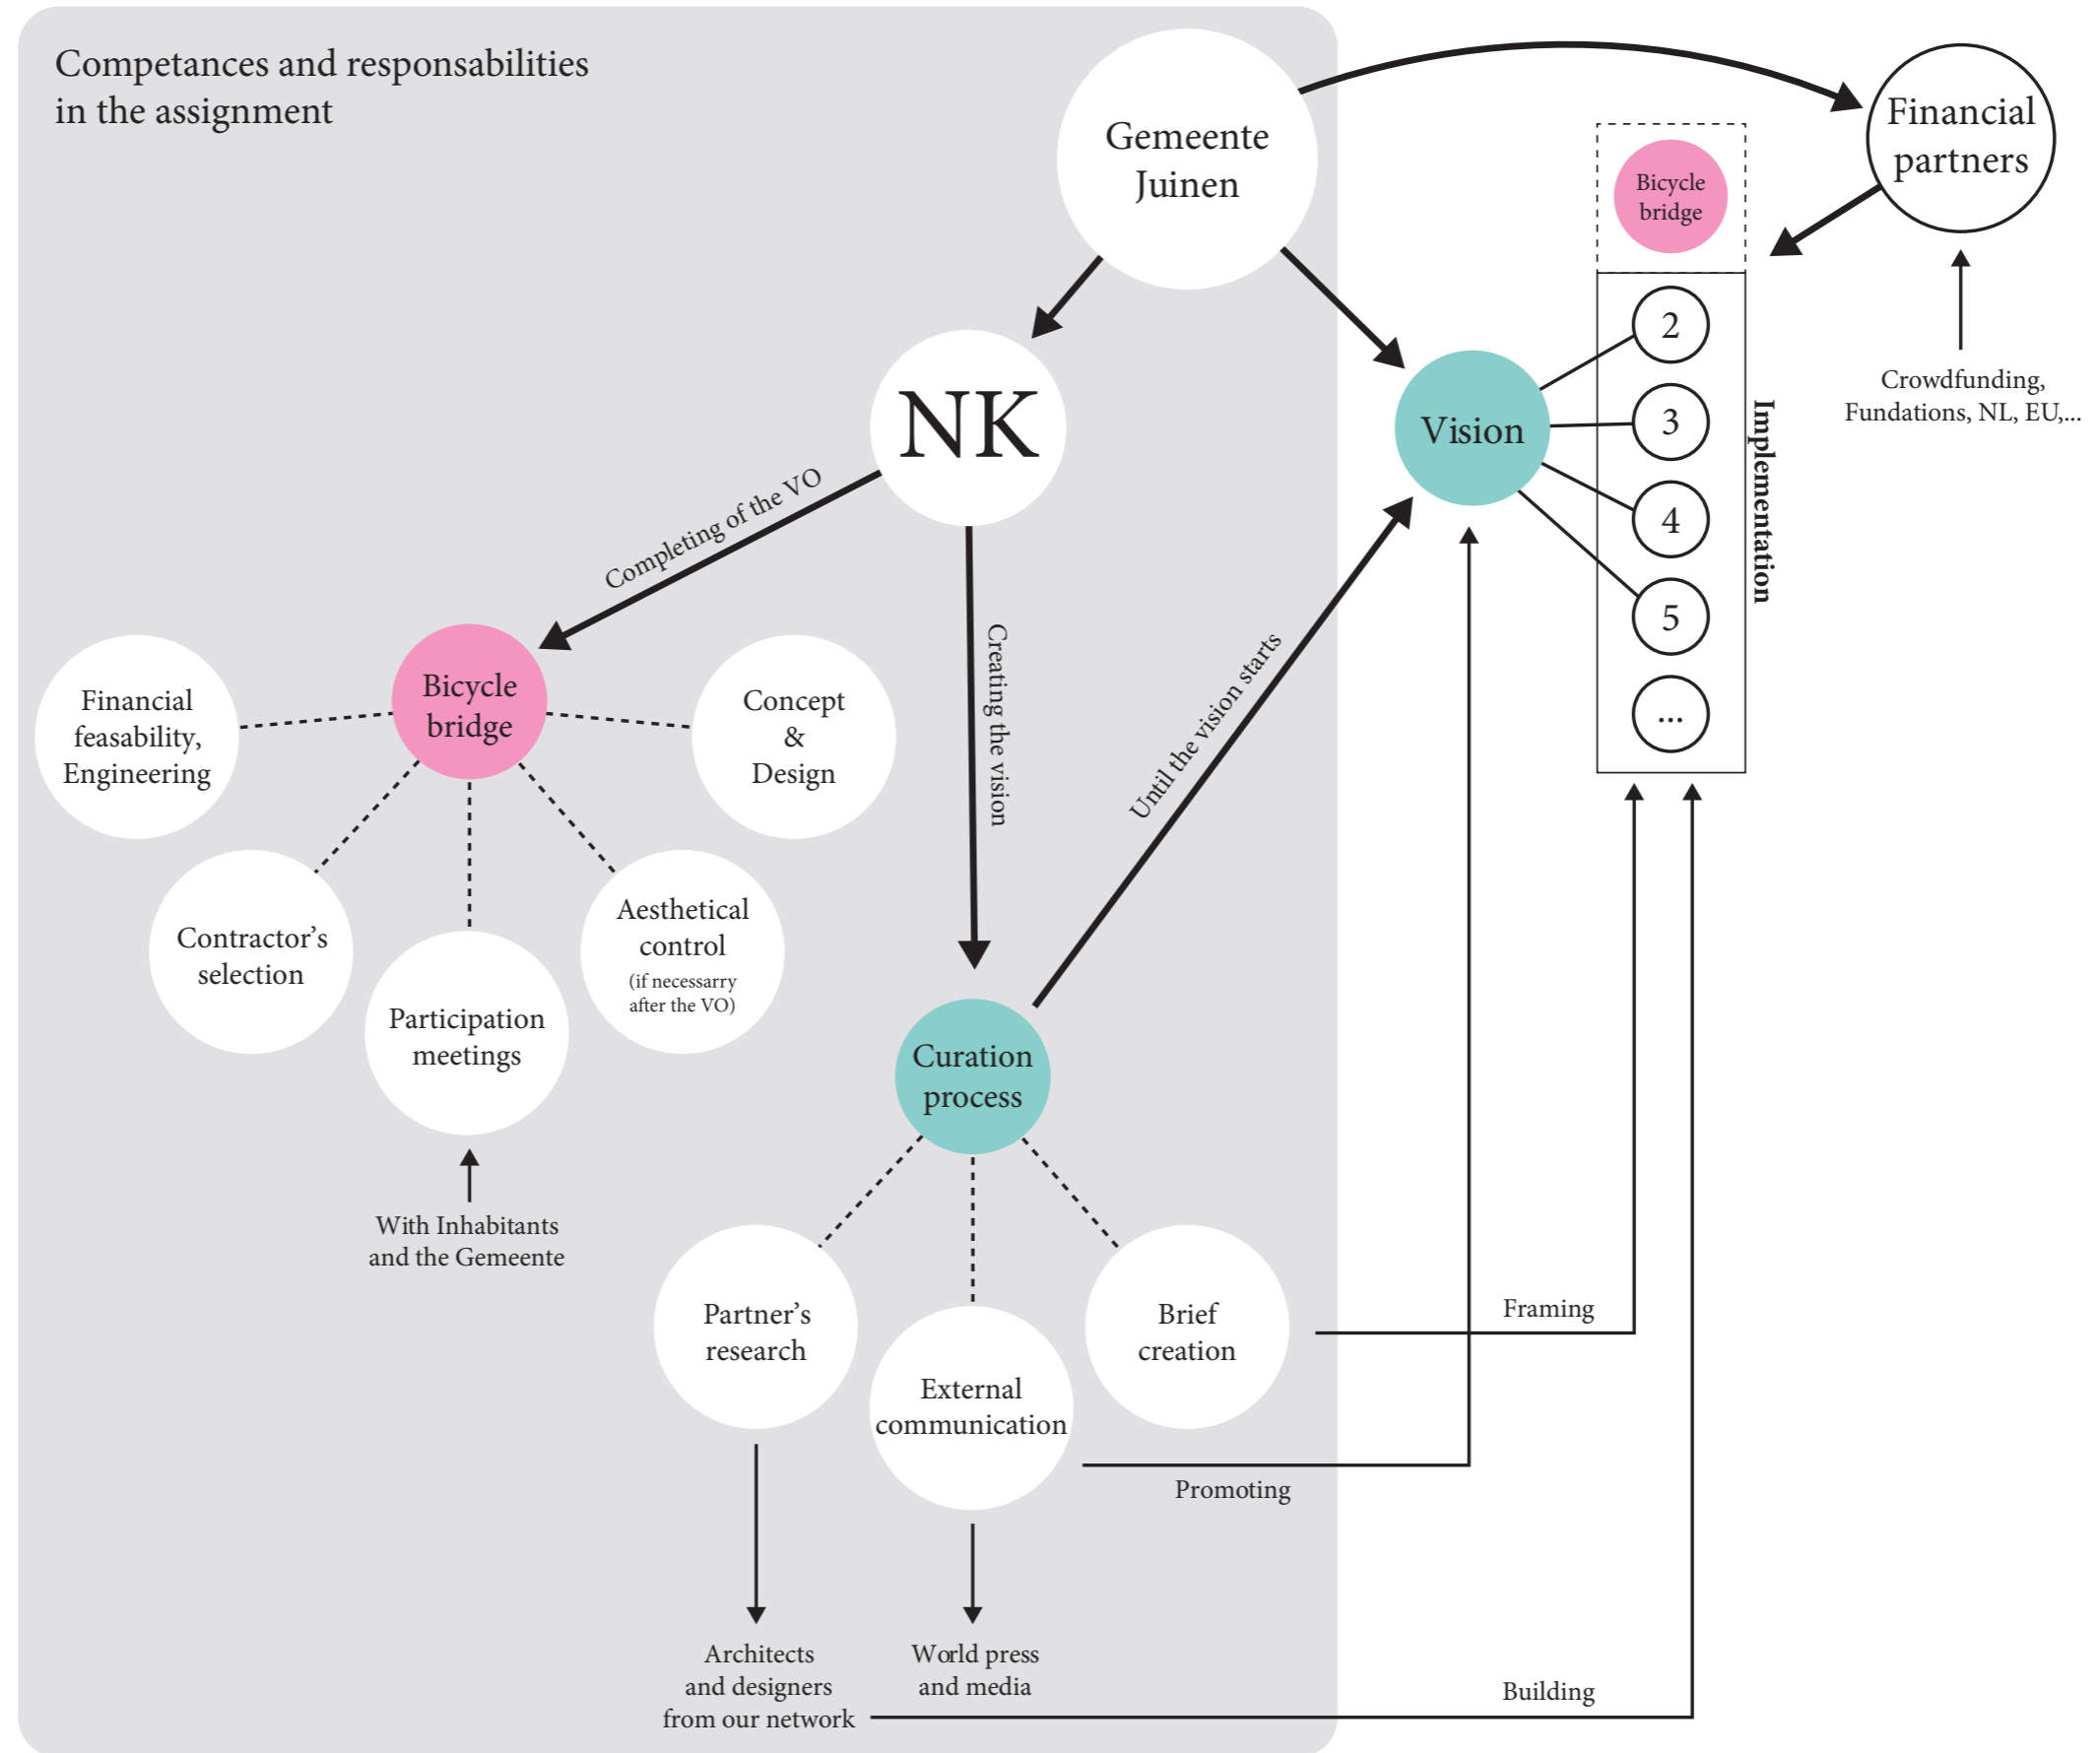 Competances and responsabilities
in the assignment
Gemeente
Juinen
Financial
partners
Bicycle
bridge
Crowdfunding,
Fundations, NL, EU,...
NK
Vision
2
3
4
5
...
Implementation
Completing of the VO
Creating the vision
Until the vision starts
Bicycle
bridge
Financial
feasability,
Engineering
Concept
&
Design
Contractor’s
selection
Aesthetical
control
(if necessarry
after the VO)
Participation
meetings
With Inhabitants
and the Gemeente
Curation
process
Partner’s
research
External
communication
Brief
creation
Framing
Promoting
Architects
and designers
from our network
World press
and media
Building